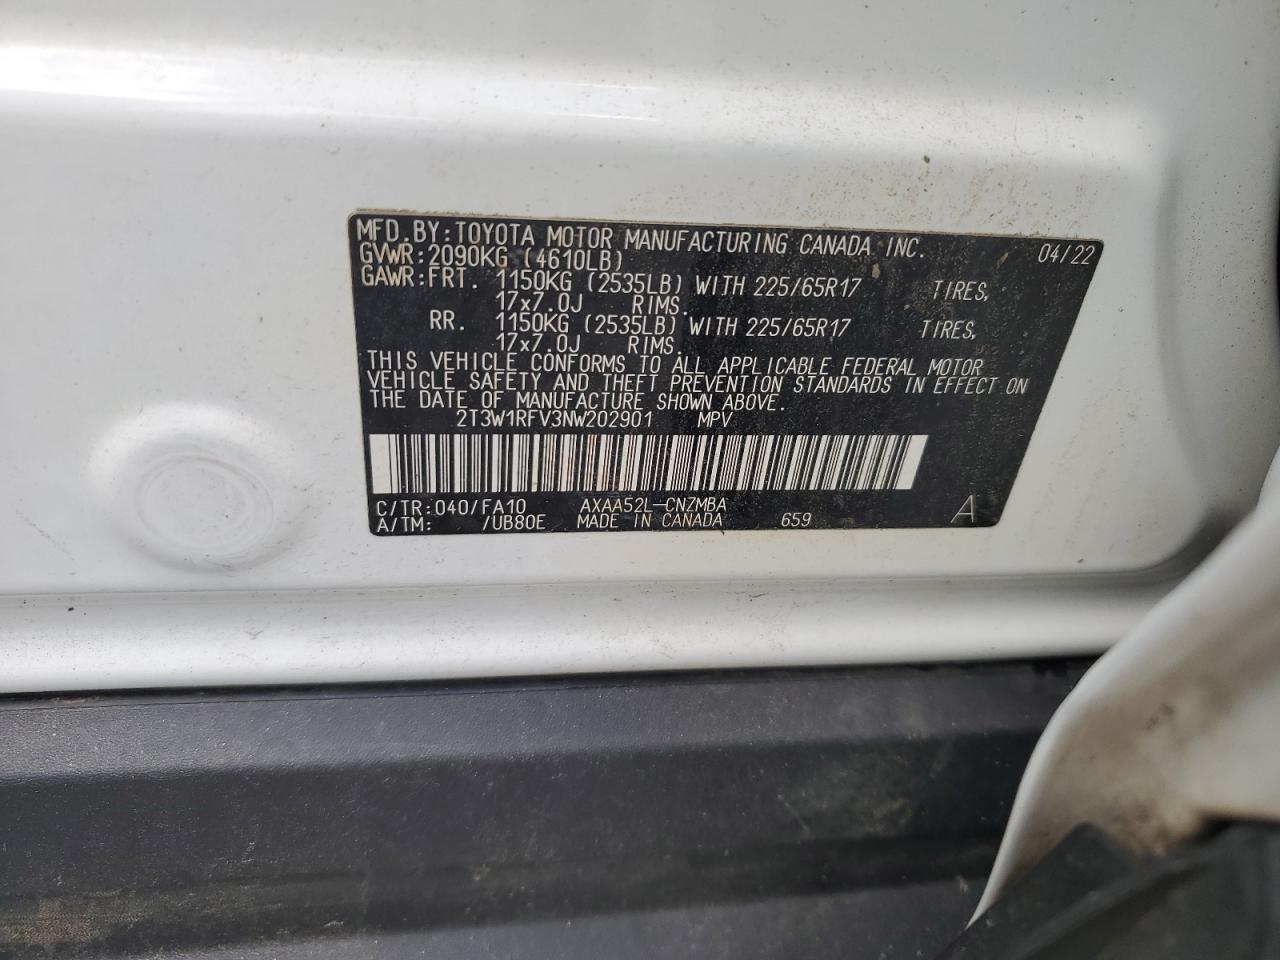 MFD.BY:TOYOTA MOTOR MANUFACTURING CANADA INC. 04/22
GVWR:2090KG (4610LB)
GAWR:FRT. 1150KG (2535LB) WITH 225/65R17 TIRES,
17x7.0J RIMS.
RR. 1150KG (2535LB) WITH 225/65R17 TIRES,
17x7.0J RIMS.
THIS VEHICLE CONFORMS TO ALL APPLICABLE FEDERAL MOTOR
VEHICLE SAFETY AND THEFT PREVENTION STANDARDS IN EFFECT ON
THE DATE OF MANUFACTURE SHOWN ABOVE.
2T3W1RFV3NW202901 MPV
C/TR:040/FA10 AXAA52L-CNZMBA
A/TM: /UB80E MADE IN CANADA 659 A